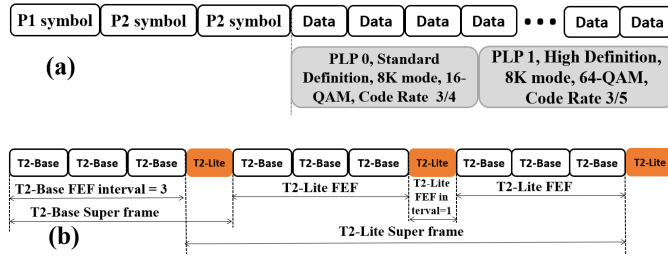 P1 symbol P2 symbol P2 symbol Data Data Data Data ••• Data Data
(a)
PLP 0, Standard
Definition, 8K mode, 16-
QAM, Code Rate 3/4
PLP 1, High Definition,
8K mode, 64-QAM,
Code Rate 3/5
T2-Base T2-Base T2-Base T2-Lite T2-Base T2-Base T2-Base T2-Lite T2-Base T2-Base T2-Base T2-Lite
T2-Base FEF interval = 3
T2-Lite FEF
T2-Lite
FEF in
terval=1
T2-Lite FEF
T2-Base Super frame
(b)
T2-Lite Super frame